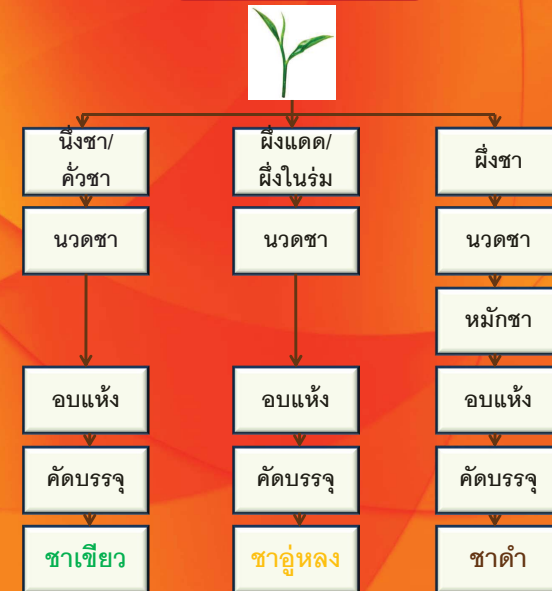 นึ่งชา/
คั่วชา
นวดชา
อบแห้ง
คัดบรรจุ
ชาเขียว
ผึ่งแดด/
ผึ่งในร่ม
นวดชา
อบแห้ง
คัดบรรจุ
ชาอู่หลง
ผึ่งชา
นวดชา
หมักชา
อบแห้ง
คัดบรรจุ
ชาดำ